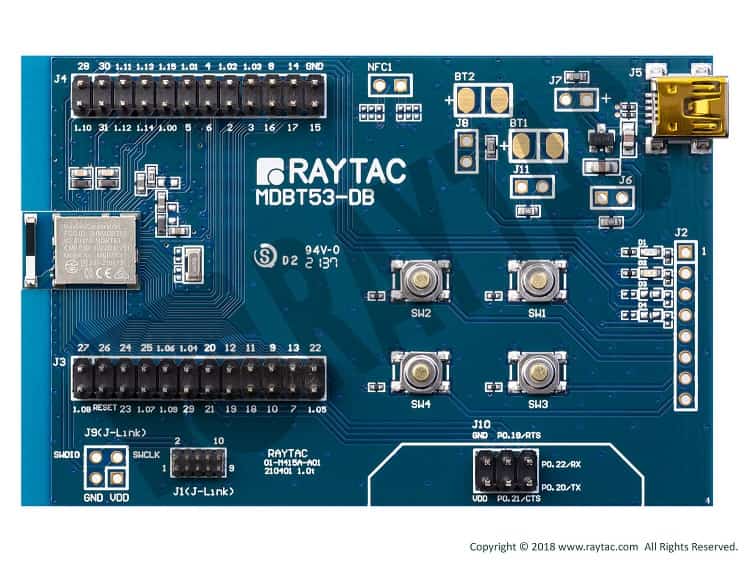 28 30 1.11 1.13 1.15 1.01 4 1.02 1.03 8 14 GND
J4
1.10 31 1.12 1.14 1.00 5 6 2 3 16 17 15
NFC1
BT2
J7
J5
+
+
J8
BT1
+
J11
J6
RAYTAC
MDBT53-DB
J2
1
S D2 94V-0
2137
SW2 SW1
SW4 SW3
27 26 24 25 1.06 1.04 20 12 11 9 13 22
J3
1.08 RESET 23 1.07 1.09 29 21 19 18 10 7 1.05
J9(J-Link)
SWDIO SWCLK
GND VDD
2 10
1 9
J1(J-Link)
RAYTAC
01-M415A-A01
210401 1.0t
J10
GND P0.19/RTS
P0.22/RX
P0.20/TX
VDD P0.21/CTS
4
Copyright © 2018 www.raytac.com All Rights Reserved.